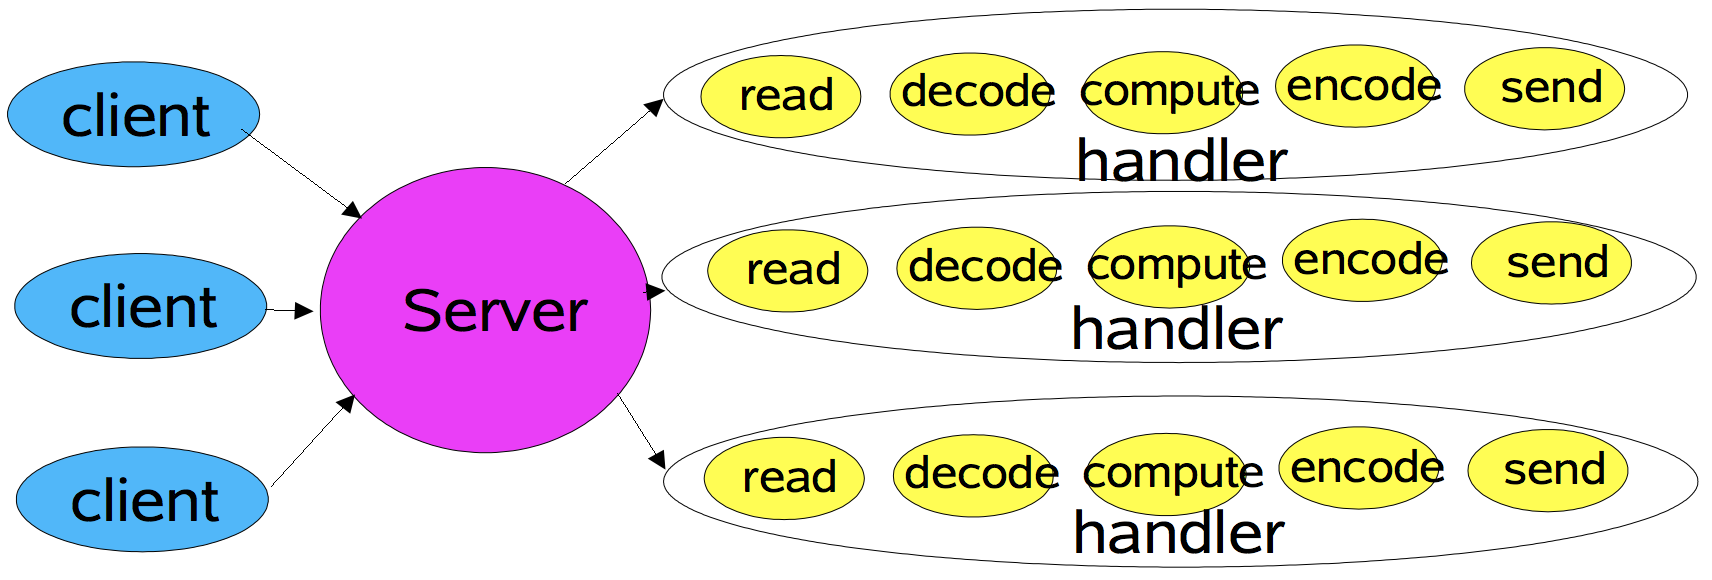 client
client
client
Server
read decode compute encode send
handler
read decode compute encode send
handler
read decode compute encode send
handler